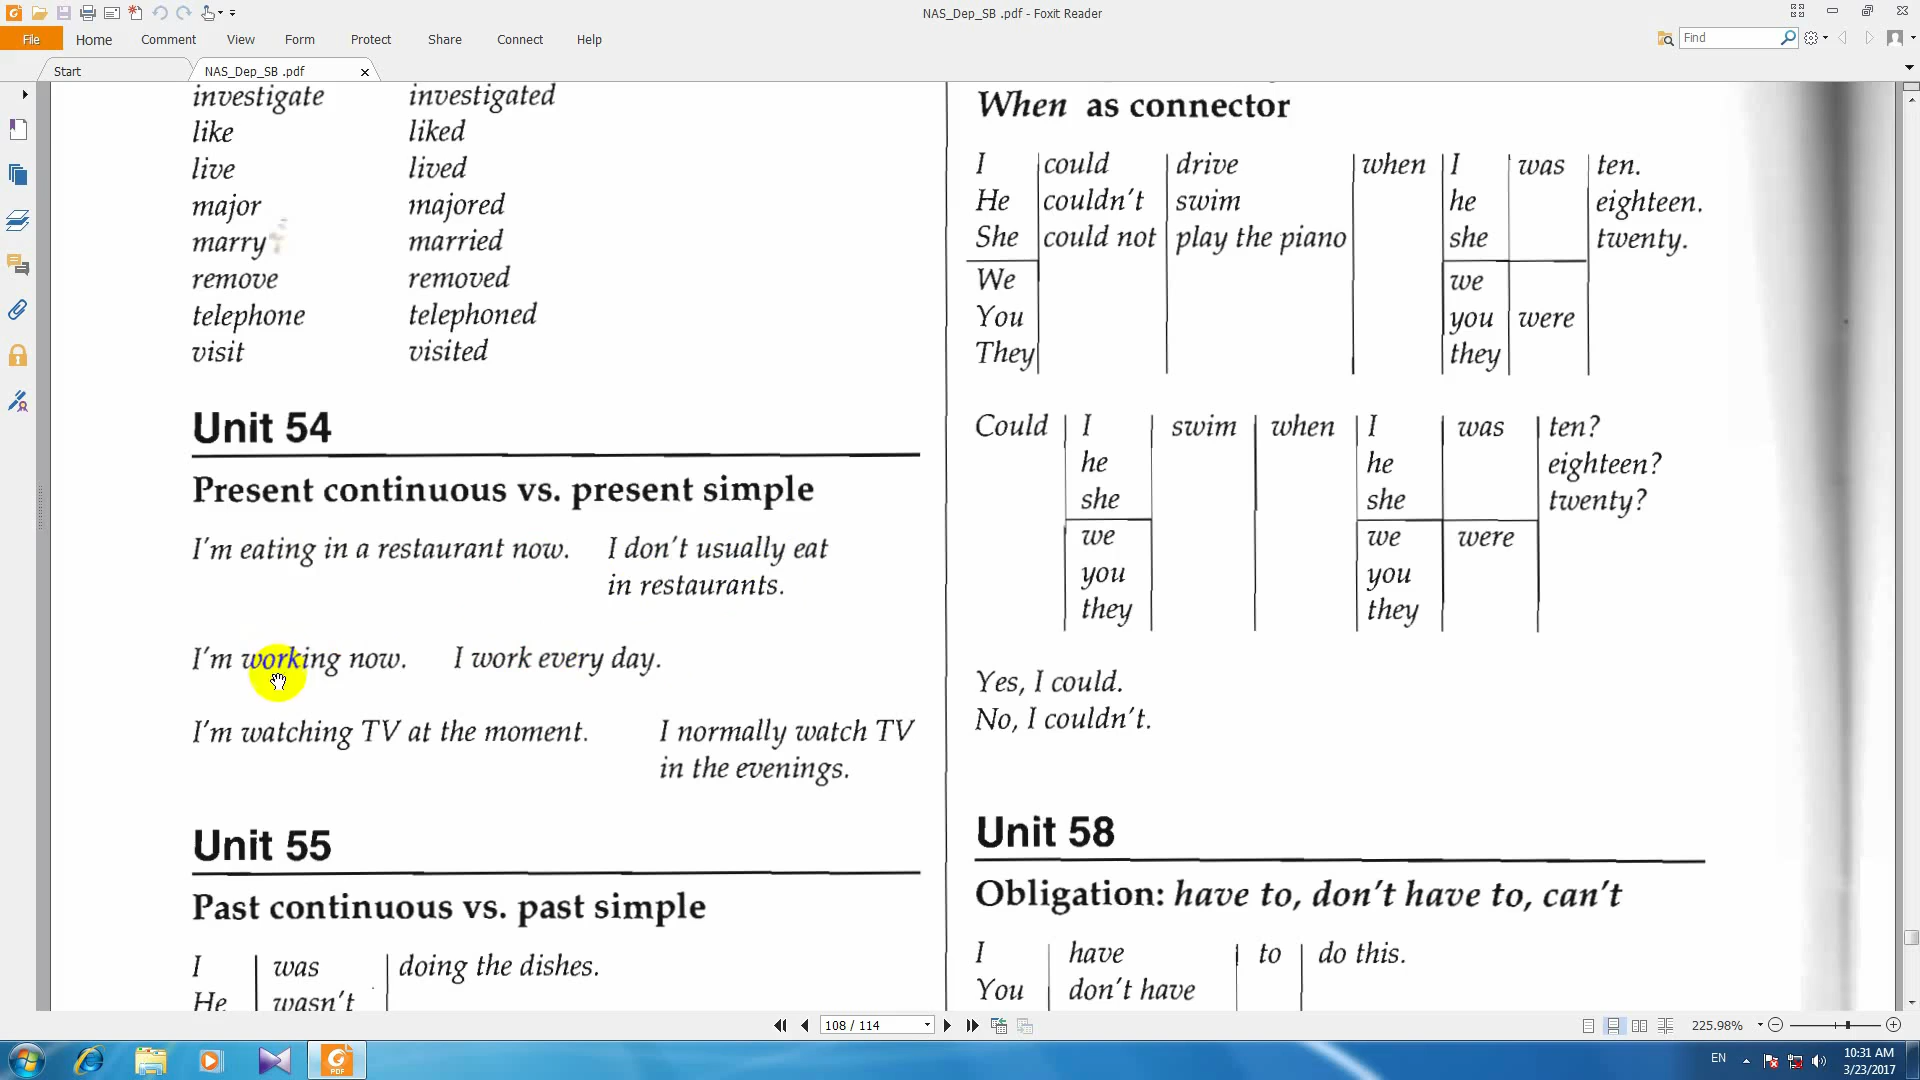 NAS_Dep_SB .pdf - Foxit Reader
File Home Comment View Form Protect Share Connect Help
Find
Start
NAS_Dep_SB .pdf
investigate investigated
like liked
live lived
major majored
marry married
remove removed
telephone telephoned
visit visited
Unit 54
Present continuous vs. present simple
I'm eating in a restaurant now. I don't usually eat
in restaurants.
I'm working now. I work every day.
I'm watching TV at the moment. I normally watch TV
in the evenings.
Unit 55
Past continuous vs. past simple
I was doing the dishes.
He wasn't
When as connector
I could drive when I was ten.
He couldn't swim he eighteen.
She could not play the piano she twenty.
We we
You you were
They they
Could I swim when I was ten?
he he eighteen?
she she twenty?
we we were
you you
they they
Yes, I could.
No, I couldn't.
Unit 58
Obligation: have to, don't have to, can't
I have to do this.
You don't have
108 / 114
225.98%
PDF
EN
10:31 AM
3/23/2017